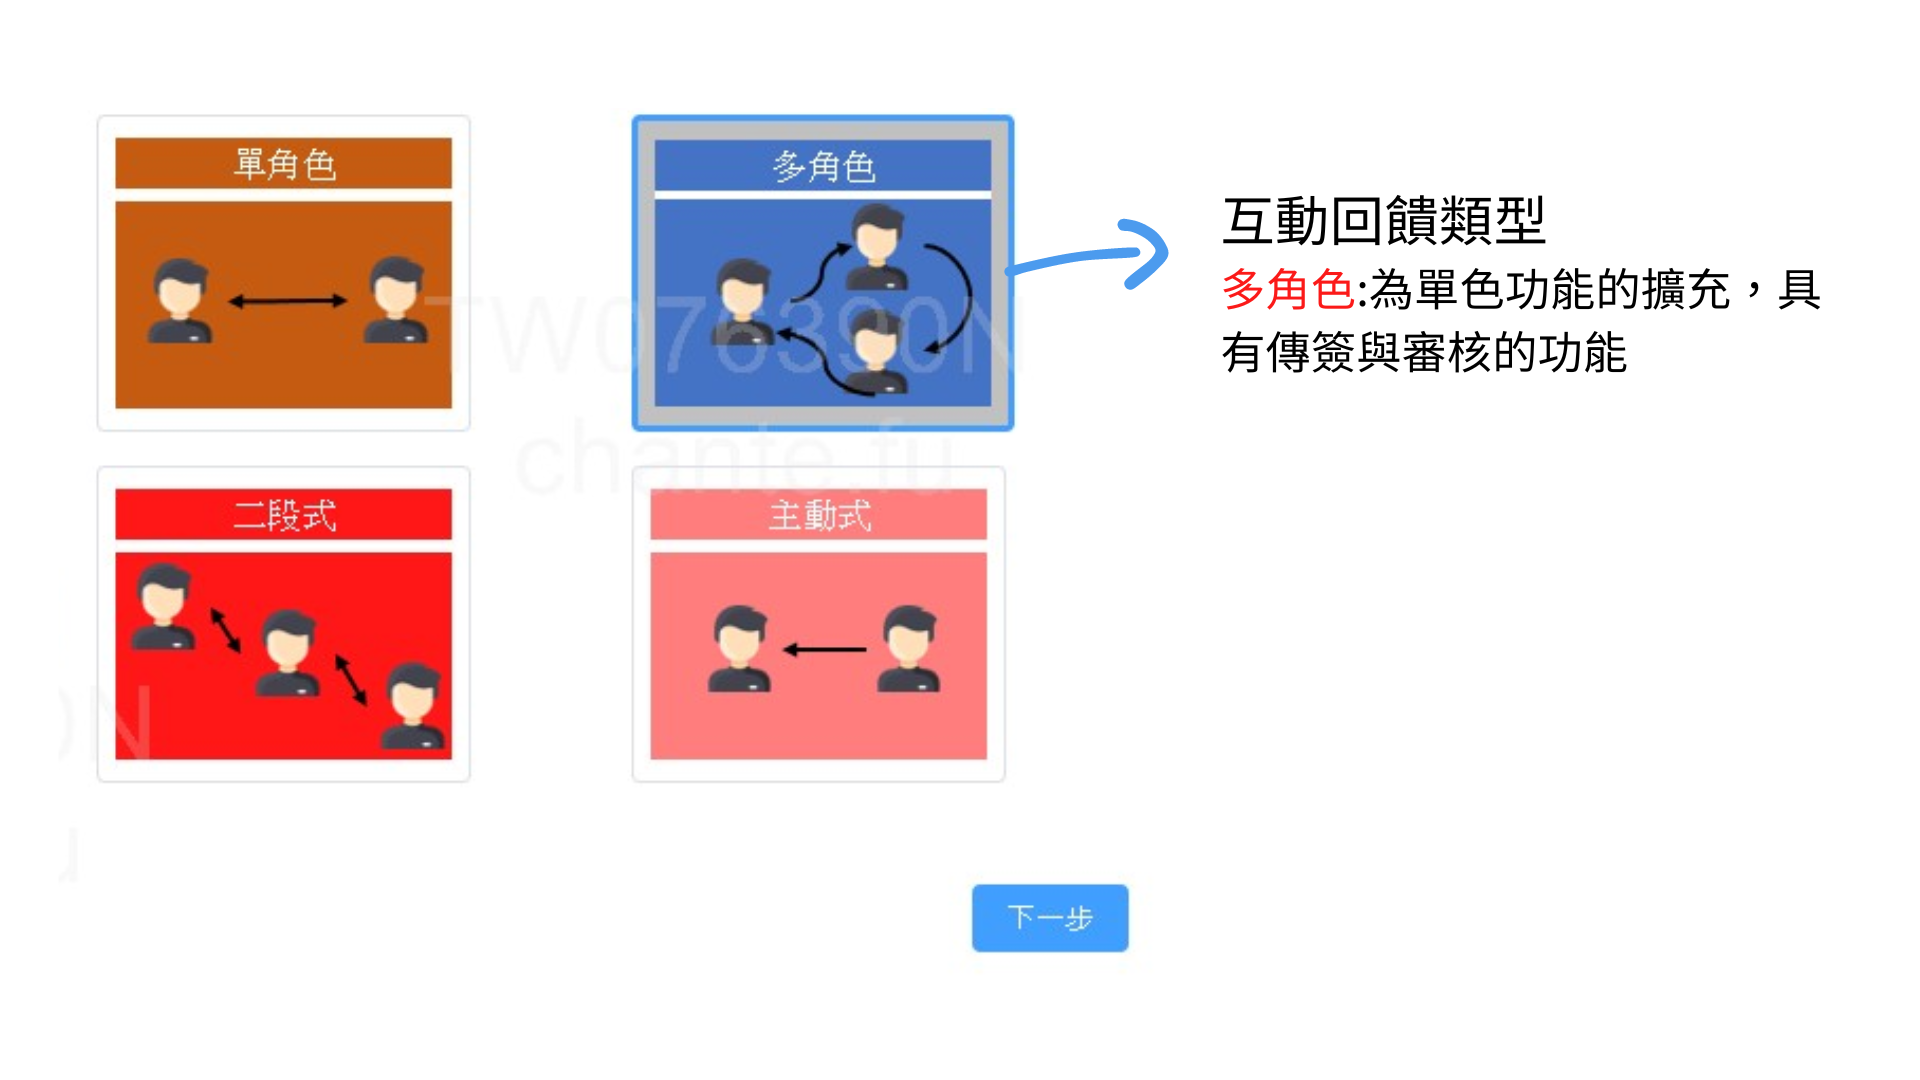 單角色
多角色
互動回饋類型
多角色:為單色功能的擴充，具
有傳簽與審核的功能
TW076390N
chante.fu
二段式
主動式
ON
u
下一步